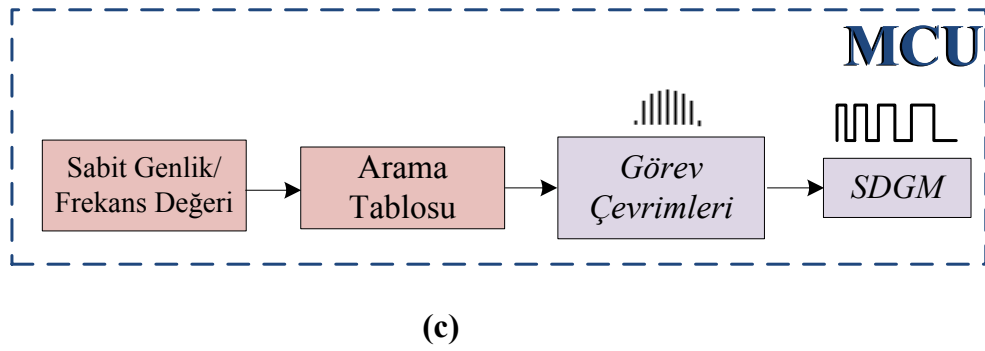 MCU
Sabit Genlik/
Frekans Değeri
Arama
Tablosu
Görev
Çevrimleri
SDGM
(c)